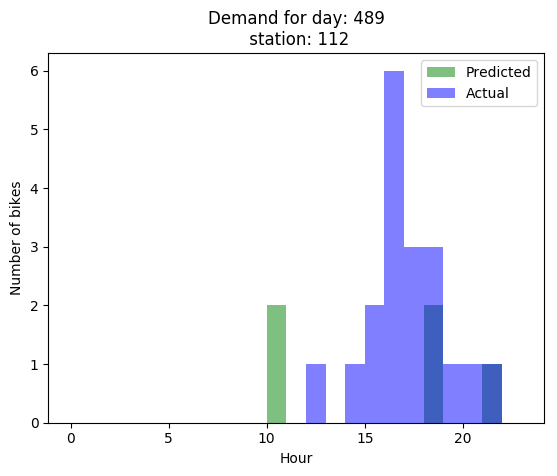 Demand for day: 489
station: 112
Predicted
Actual
Number of bikes
6
5
4
3
2
1
0
0 5 10 15 20
Hour